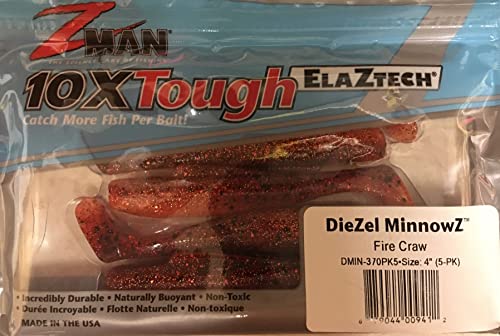 ZMAN
10X Tough ELAZTECH®
Catch More Fish Per Bait!
DieZel MinnowZ™
Fire Craw
DMIN-370PK5•Size: 4" (5-PK)
• Incredibly Durable • Naturally Buoyant • Non-Toxic
• Durée Incroyable • Flotte Naturelle • Non-toxique
MADE IN THE USA